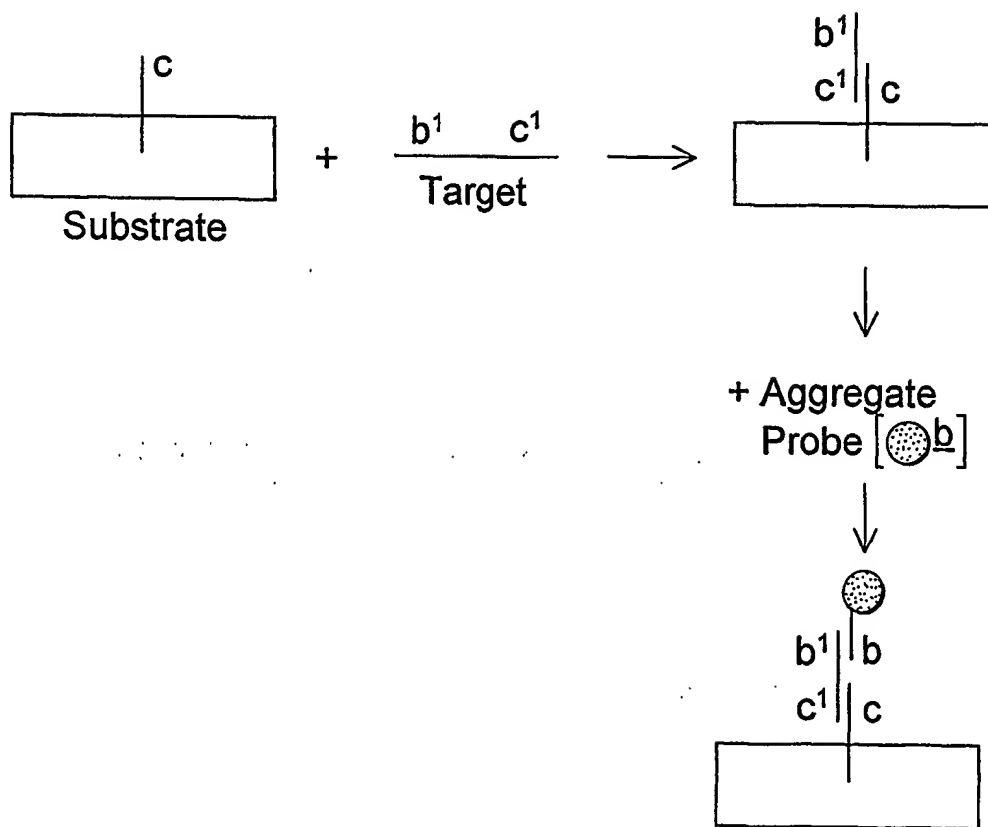 c
Substrate
+
b¹ c¹
Target
b¹
c¹ c
+ Aggregate
Probe [b]
b¹ b
c¹ c